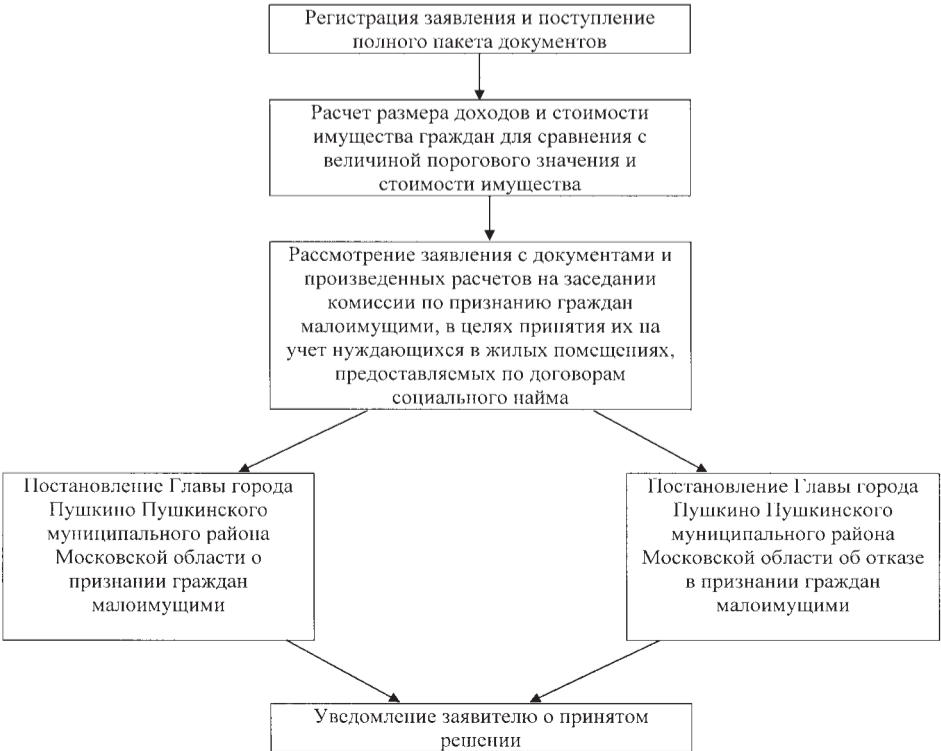 Регистрация заявления и поступление
полного пакета документов
Расчет размера доходов и стоимости
имущества граждан для сравнения с
величиной порогового значения и
стоимости имущества
Рассмотрение заявления с документами и
произведенных расчетов на заседании
комиссии по признанию граждан
малоимущими, в целях принятия их на
учет нуждающихся в жилых помещениях,
предоставляемых по договорам
социального найма
Постановление Главы города
Пушкино Пушкинского
муниципального района
Московской области о
признании граждан
малоимущими
Постановление Главы города
Пушкино Пушкинского
муниципального района
Московской области об отказе
в признании граждан
малоимущими
Уведомление заявителю о принятом
решении